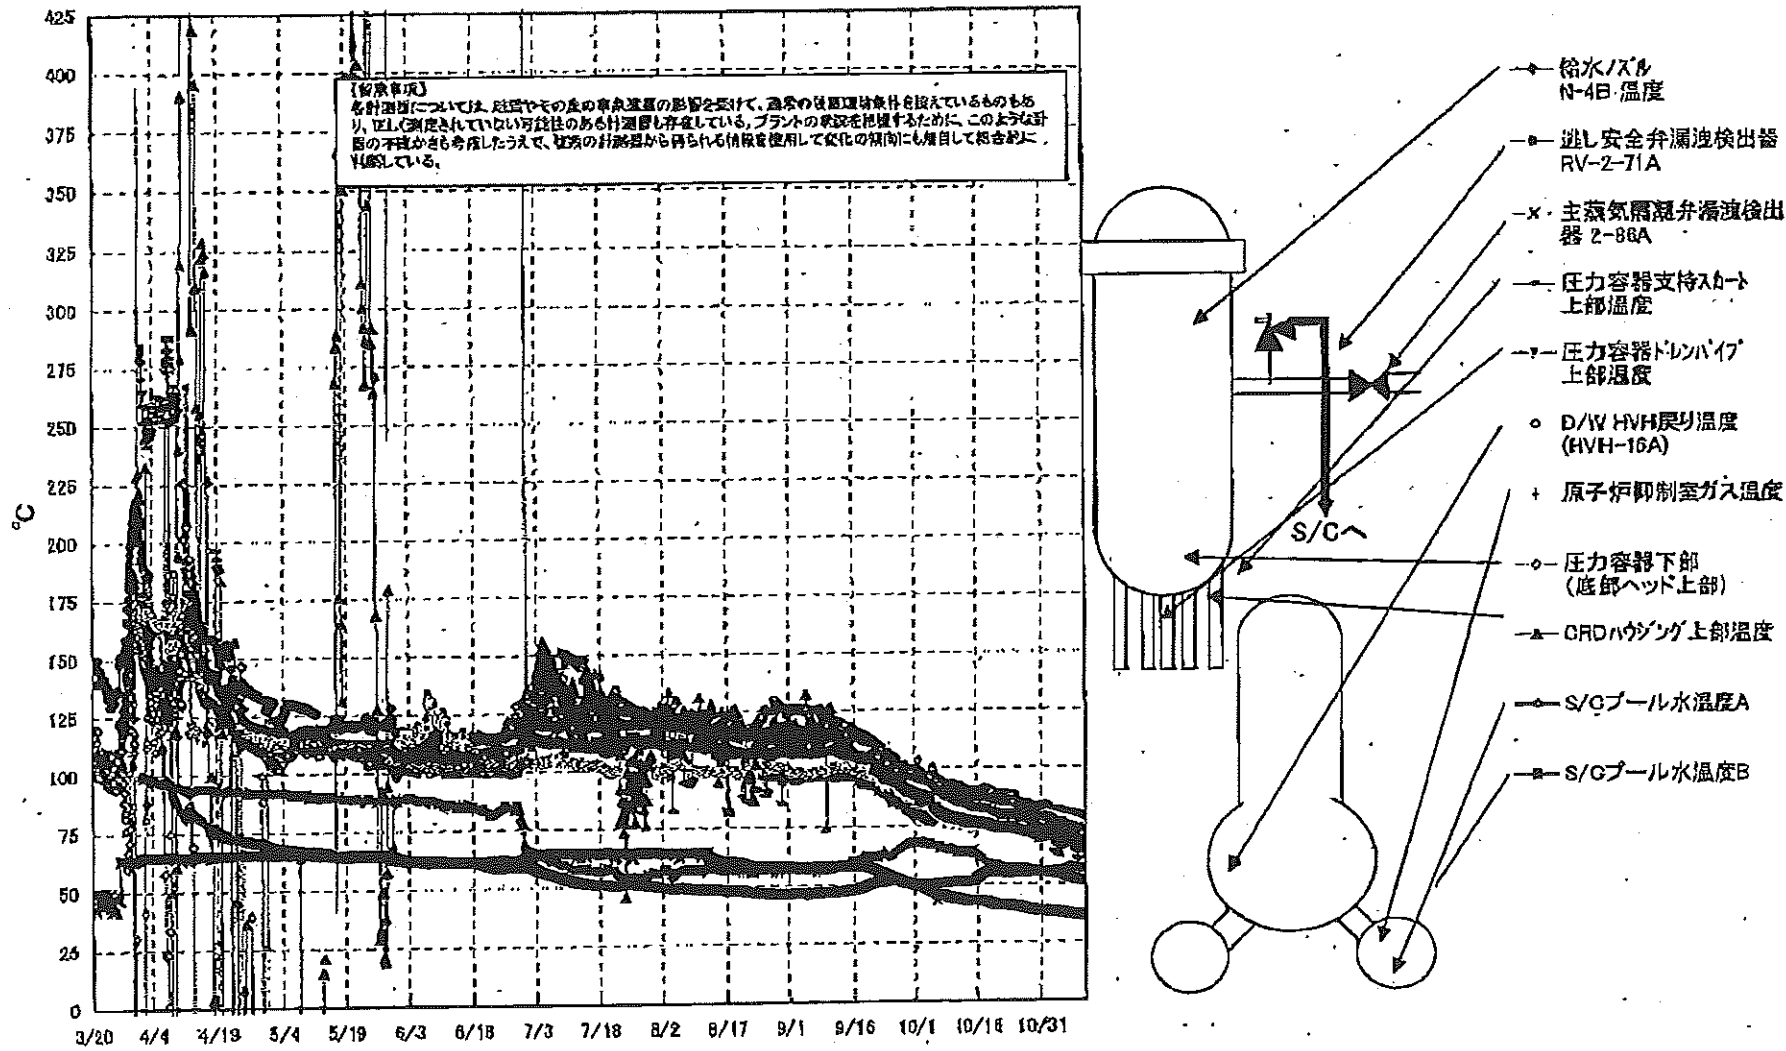 425
400
375
350
325
300
275
250
225
200
175
150
125
100
75
50
25
0
℃
3/20 4/4 4/19 5/4 5/19 6/3 6/18 7/3 7/18 8/2 8/17 9/1 9/16 10/1 10/16 10/31
【留意事項】
各計測器については、地震やその後の事象進展の影響を受けて、通常の使用環境条件を超えているものもあ
り、正しく測定されていない可能性のある計測器も存在している。プラントの状況を把握するために、このような計
器の不確かさも考慮したうえで、複数の計測器から得られる情報を使用して変化の傾向にも着目して総合的に
判断している。
S/Cへ
給水ノズル
N-4B 温度
逃し安全弁漏洩検出器
RV-2-71A
主蒸気隔離弁漏洩検出
器 2-86A
圧力容器支持スカート
上部温度
圧力容器ドレンパイプ
上部温度
D/W HVH戻り温度
(HVH-16A)
原子炉抑制室ガス温度
圧力容器下部
(底部ヘッド上部)
CRDハウジング上部温度
S/Cプール水温度A
S/Cプール水温度B